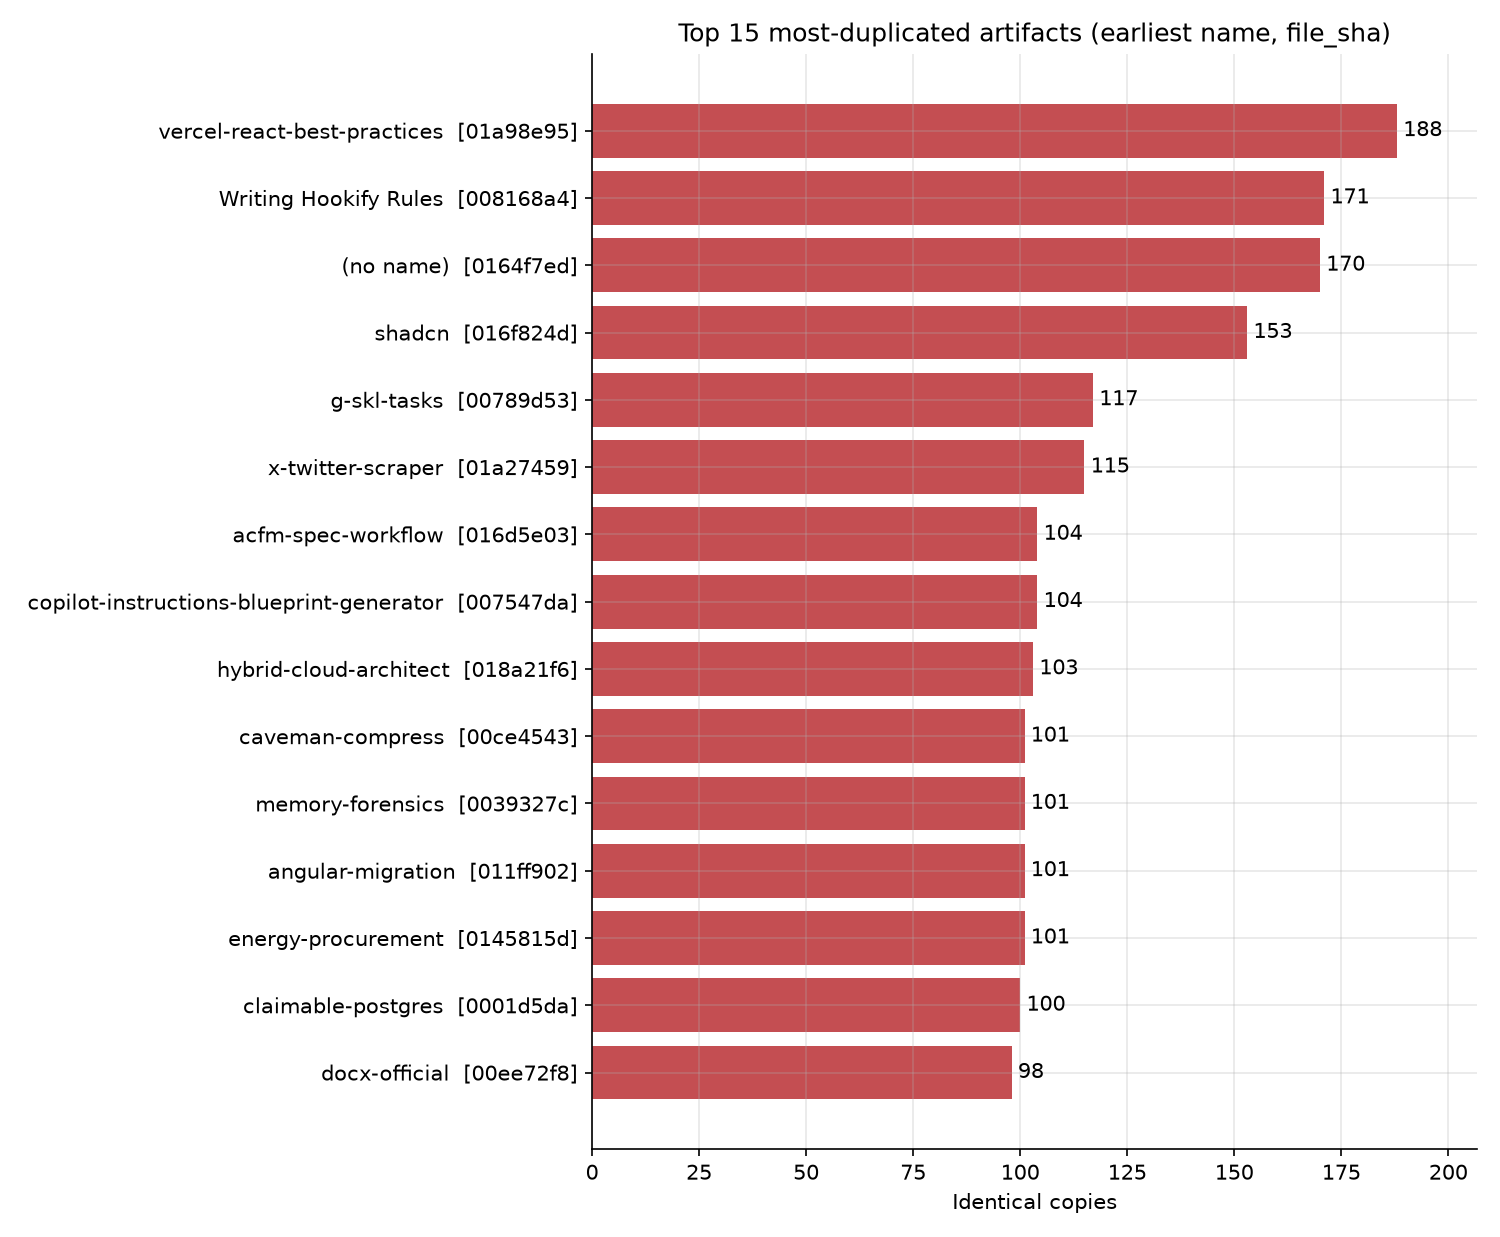 Top 15 most-duplicated artifacts (earliest name, file_sha)
vercel-react-best-practices [01a98e95] 188
Writing Hookify Rules [008168a4] 171
(no name) [0164f7ed] 170
shadcn [016f824d] 153
g-skl-tasks [00789d53] 117
x-twitter-scraper [01a27459] 115
acfm-spec-workflow [016d5e03] 104
copilot-instructions-blueprint-generator [007547da] 104
hybrid-cloud-architect [018a21f6] 103
caveman-compress [00ce4543] 101
memory-forensics [0039327c] 101
angular-migration [011ff902] 101
energy-procurement [0145815d] 101
claimable-postgres [0001d5da] 100
docx-official [00ee72f8] 98
0 25 50 75 100 125 150 175 200
Identical copies